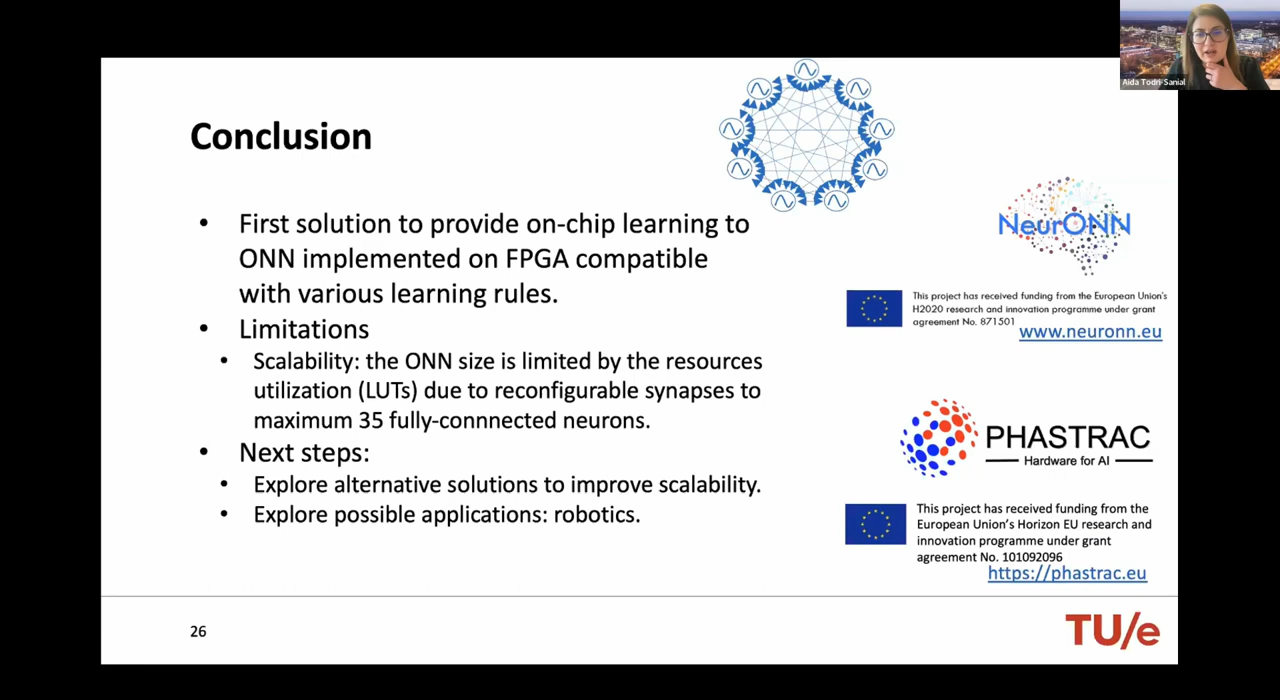 Aida Todri-Sanial
Conclusion
• First solution to provide on-chip learning to
ONN implemented on FPGA compatible
with various learning rules.
• Limitations
• Scalability: the ONN size is limited by the resources
utilization (LUTs) due to reconfigurable synapses to
maximum 35 fully-connnected neurons.
• Next steps:
• Explore alternative solutions to improve scalability.
• Explore possible applications: robotics.
NeurONN
This project has received funding from the European Union's
H2020 research and innovation programme under grant
agreement No. 871501
www.neuronn.eu
PHASTRAC
Hardware for AI
This project has received funding from the
European Union's Horizon EU research and
innovation programme under grant
agreement No. 101092096
https://phastrac.eu
26
TU/e